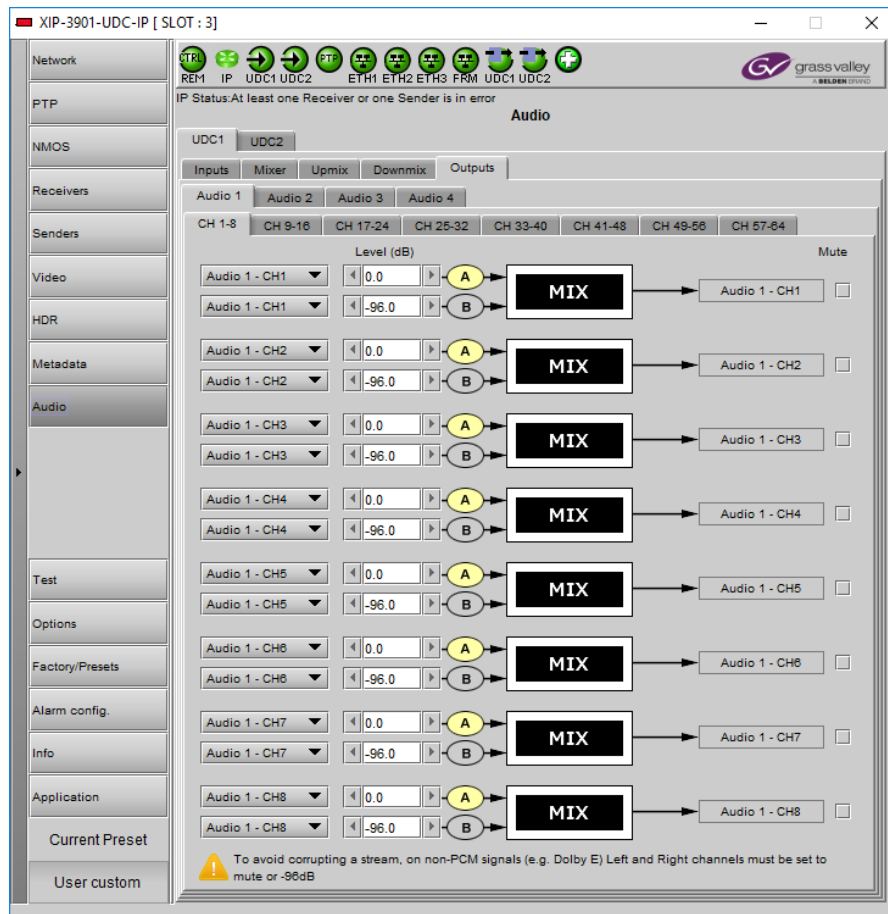 XIP-3901-UDC-IP [ SLOT : 3]
Network
PTP
NMOS
Receivers
Senders
Video
HDR
Metadata
Audio
Test
Options
Factory/Presets
Alarm config.
Info
Application
Current Preset
User custom
CTRL PTP
REM IP UDC1 UDC2 ETH1 ETH2 ETH3 FRM UDC1 UDC2
GV grass valley
A BELDEN BRAND
IP Status:At least one Receiver or one Sender is in error
Audio
UDC1 UDC2
Inputs Mixer Upmix Downmix Outputs
Audio 1 Audio 2 Audio 3 Audio 4
CH 1-8 CH 9-16 CH 17-24 CH 25-32 CH 33-40 CH 41-48 CH 49-56 CH 57-64
Level (dB) Mute
Audio 1 - CH1 0.0 A
MIX Audio 1 - CH1
Audio 1 - CH1 -96.0 B
Audio 1 - CH2 0.0 A
MIX Audio 1 - CH2
Audio 1 - CH2 -96.0 B
Audio 1 - CH3 0.0 A
MIX Audio 1 - CH3
Audio 1 - CH3 -96.0 B
Audio 1 - CH4 0.0 A
MIX Audio 1 - CH4
Audio 1 - CH4 -96.0 B
Audio 1 - CH5 0.0 A
MIX Audio 1 - CH5
Audio 1 - CH5 -96.0 B
Audio 1 - CH6 0.0 A
MIX Audio 1 - CH6
Audio 1 - CH6 -96.0 B
Audio 1 - CH7 0.0 A
MIX Audio 1 - CH7
Audio 1 - CH7 -96.0 B
Audio 1 - CH8 0.0 A
MIX Audio 1 - CH8
Audio 1 - CH8 -96.0 B
To avoid corrupting a stream, on non-PCM signals (e.g. Dolby E) Left and Right channels must be set to
mute or -96dB